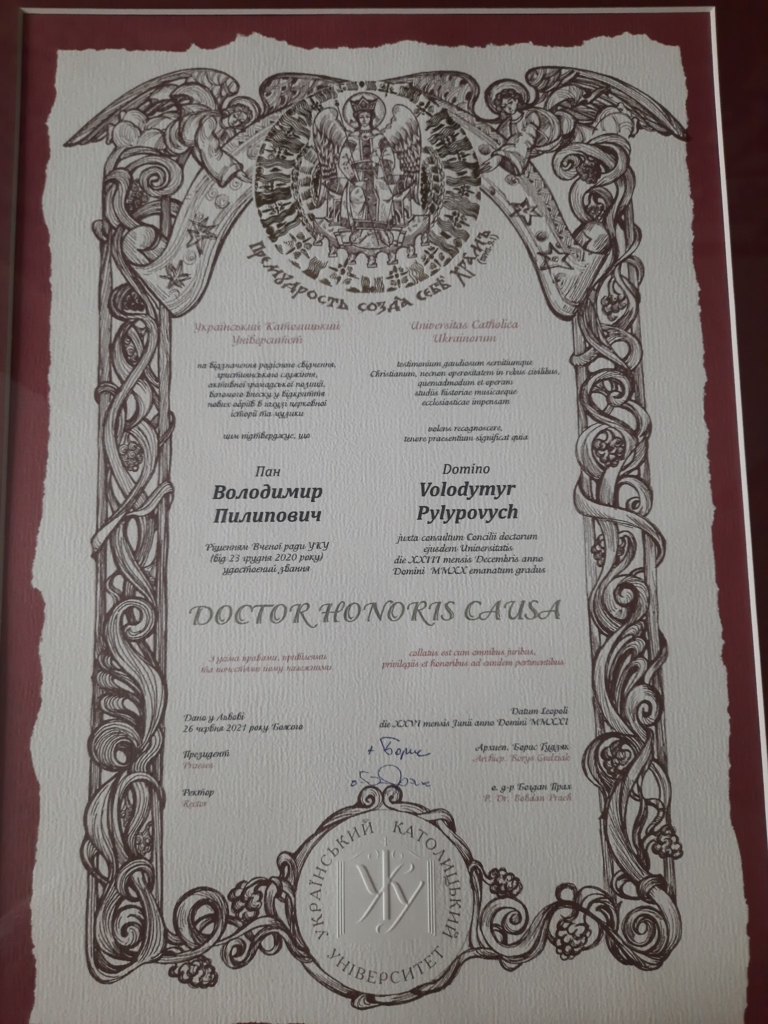 Премудрость созда себѣ храмъ
Український Католицький
Університет
на відзначення радісного свідчення,
християнського служіння,
активної громадської позиції,
вагомого внеску у відкриття
нових обріїв в галузі церковної
історії та музики
цим підтверджує, що
Пан
Володимир
Пилипович
Рішенням Вченої ради УКУ
(від 23 грудня 2020 року)
удостоєний звання
Universitas Catholica
Ucrainorum
testimonium gaudiosum servitiumque
Christianum, necnon operositatem in rebus civilibus,
quemadmodum et operam
studiis historiae musicaeque
ecclesiasticae impensam
volens recognoscere,
tenore praesentium significat quia
Domino
Volodymyr
Pylypovych
juxta consultum Concilii doctorum
ejusdem Universitatis
die XXIII mensis Decembris anno
Domini MMXX emanatum gradus
DOCTOR HONORIS CAUSA
З усіма правами, привілеями
та почестями йому належними.
collatus est cum omnibus juribus,
privilegiis et honoribus ad eundem pertinentibus.
Дано у Львові
26 червня 2021 року Божого
Datum Leopoli
die XXVI mensis Junii anno Domini MMXXI
Президент
Praeses
+ Борис
Архиєп. Борис Ґудзяк
Archiep. Borys Gudziak
Ректор
Rector
о. д-р Богдан Прах
P. Dr. Bohdan Prach
УКРАЇНСЬКИЙ КАТОЛИЦЬКИЙ
УНІВЕРСИТЕТ
УКУ